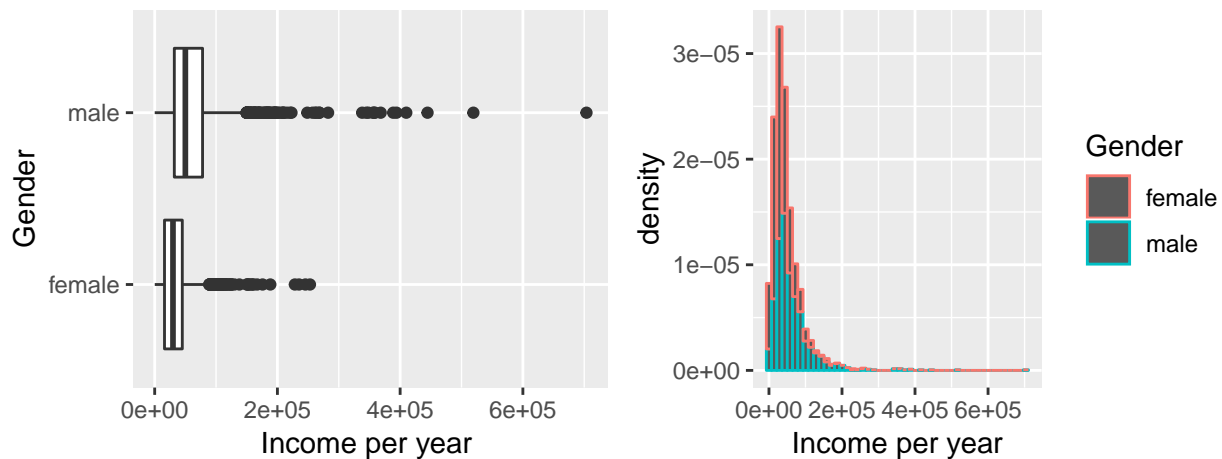 Gender
male
female
0e+00 2e+05 4e+05 6e+05
Income per year
density
3e−05
2e−05
1e−05
0e+00
0e+00 2e+05 4e+05 6e+05
Income per year
Gender
female
male